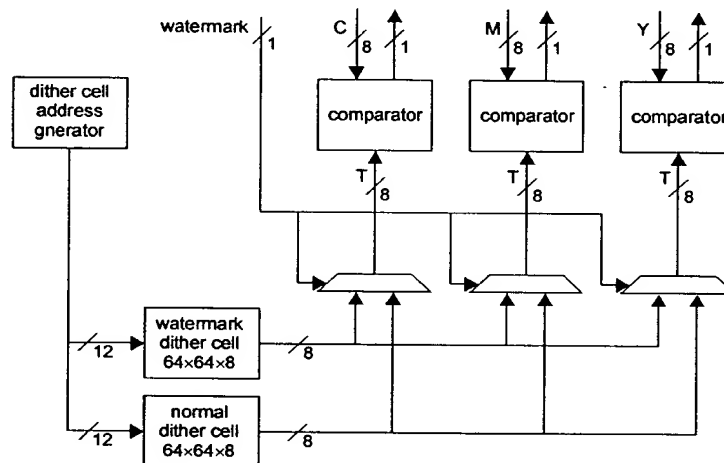 watermark
1
C
8
1
M
8
1
Y
8
1
dither cell
address
gnerator
comparator
comparator
comparator
T
8
T
8
T
8
12
watermark
dither cell
64×64×8
8
12
normal
dither cell
64×64×8
8